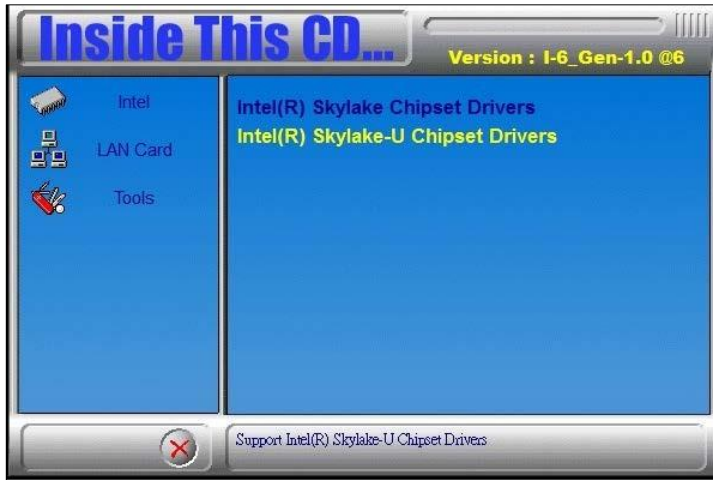 Inside This CD...
Version : I-6_Gen-1.0 @6
Intel
LAN Card
Tools
Intel(R) Skylake Chipset Drivers
Intel(R) Skylake-U Chipset Drivers
Support Intel(R) Skylake-U Chipset Drivers